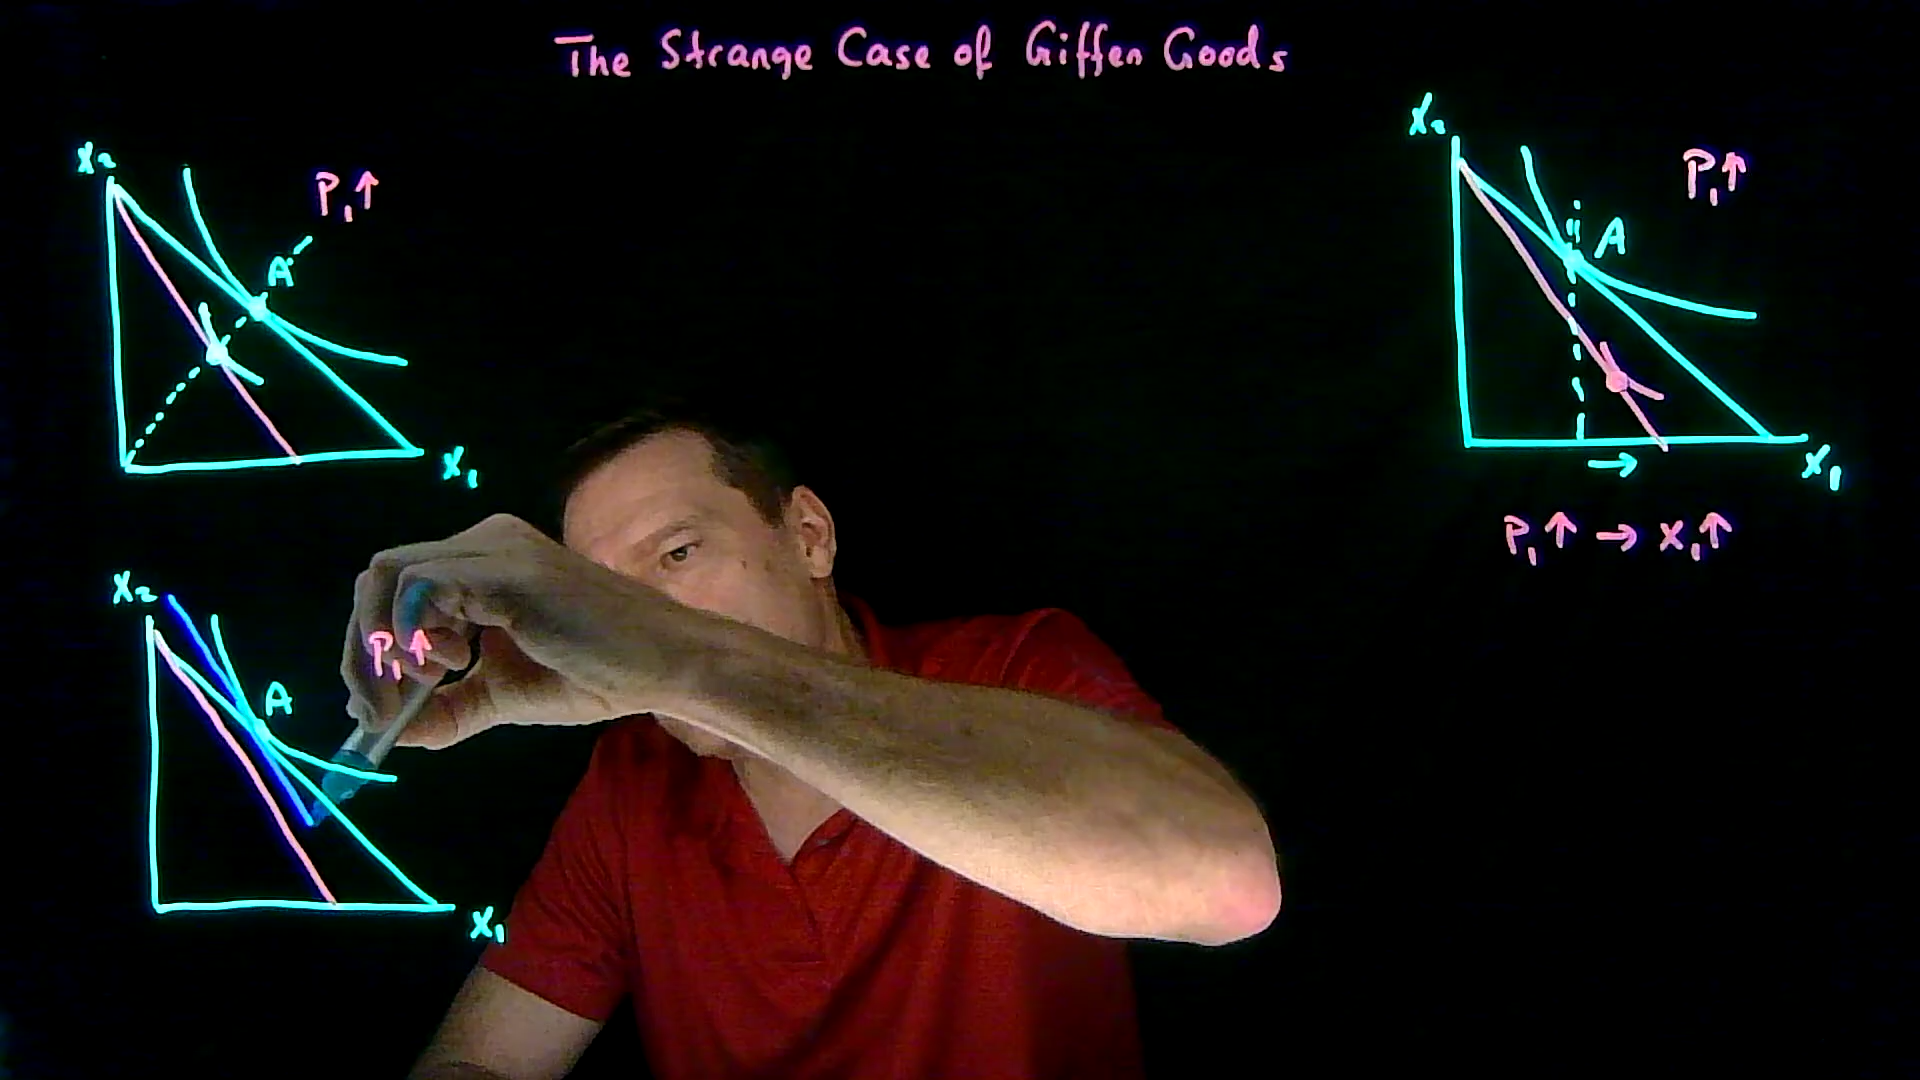 The Strange Case of Giffen Goods
X₂
P₁↑
A
X₁
X₂
P₁↑
A
X₁
X₂
P₁↑
A
→
X₁
P₁↑ → X₁↑